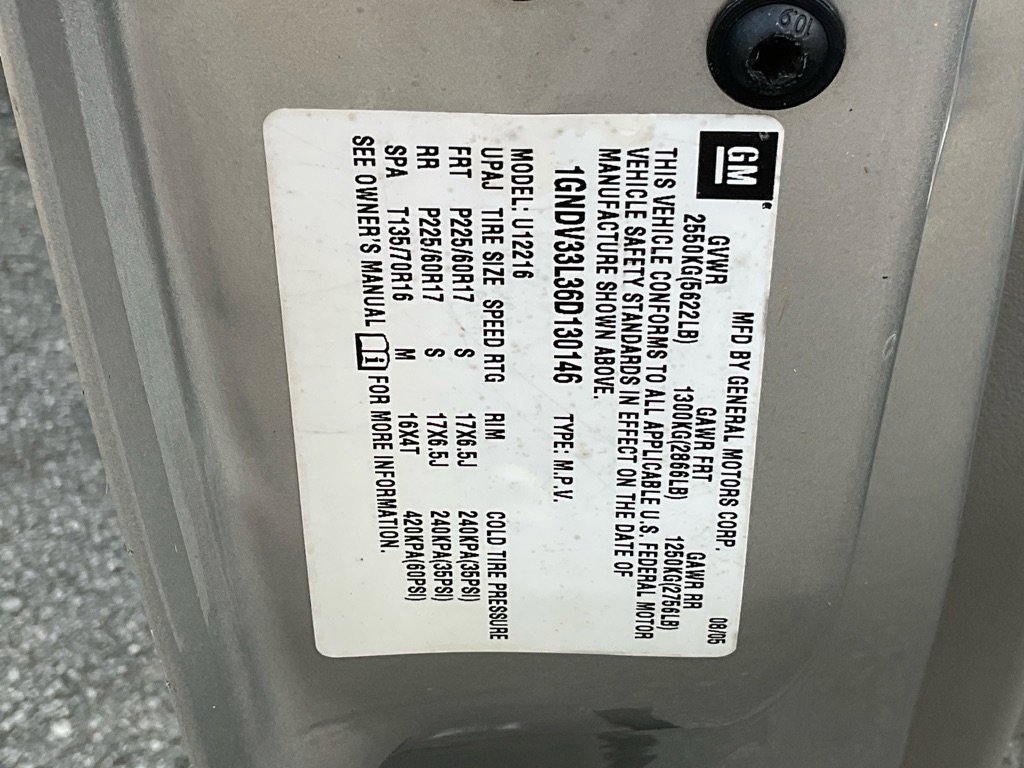 10.9
GM
MFD BY GENERAL MOTORS CORP. 08/05
GVWR GAWR FRT GAWR RR
2550KG(5622LB) 1300KG(2866LB) 1250KG(2756LB)
THIS VEHICLE CONFORMS TO ALL APPLICABLE U.S. FEDERAL MOTOR
VEHICLE SAFETY STANDARDS IN EFFECT ON THE DATE OF
MANUFACTURE SHOWN ABOVE.
1GNDV33L36D130146 TYPE: M.P.V.
MODEL: U12216
UPAJ TIRE SIZE SPEED RTG RIM COLD TIRE PRESSURE
FRT P225/60R17 S 17X6.5J 240KPA(35PSI)
RR P225/60R17 S 17X6.5J 240KPA(35PSI)
SPA T135/70R16 M 16X4T 420KPA(60PSI)
SEE OWNER'S MANUAL FOR MORE INFORMATION.